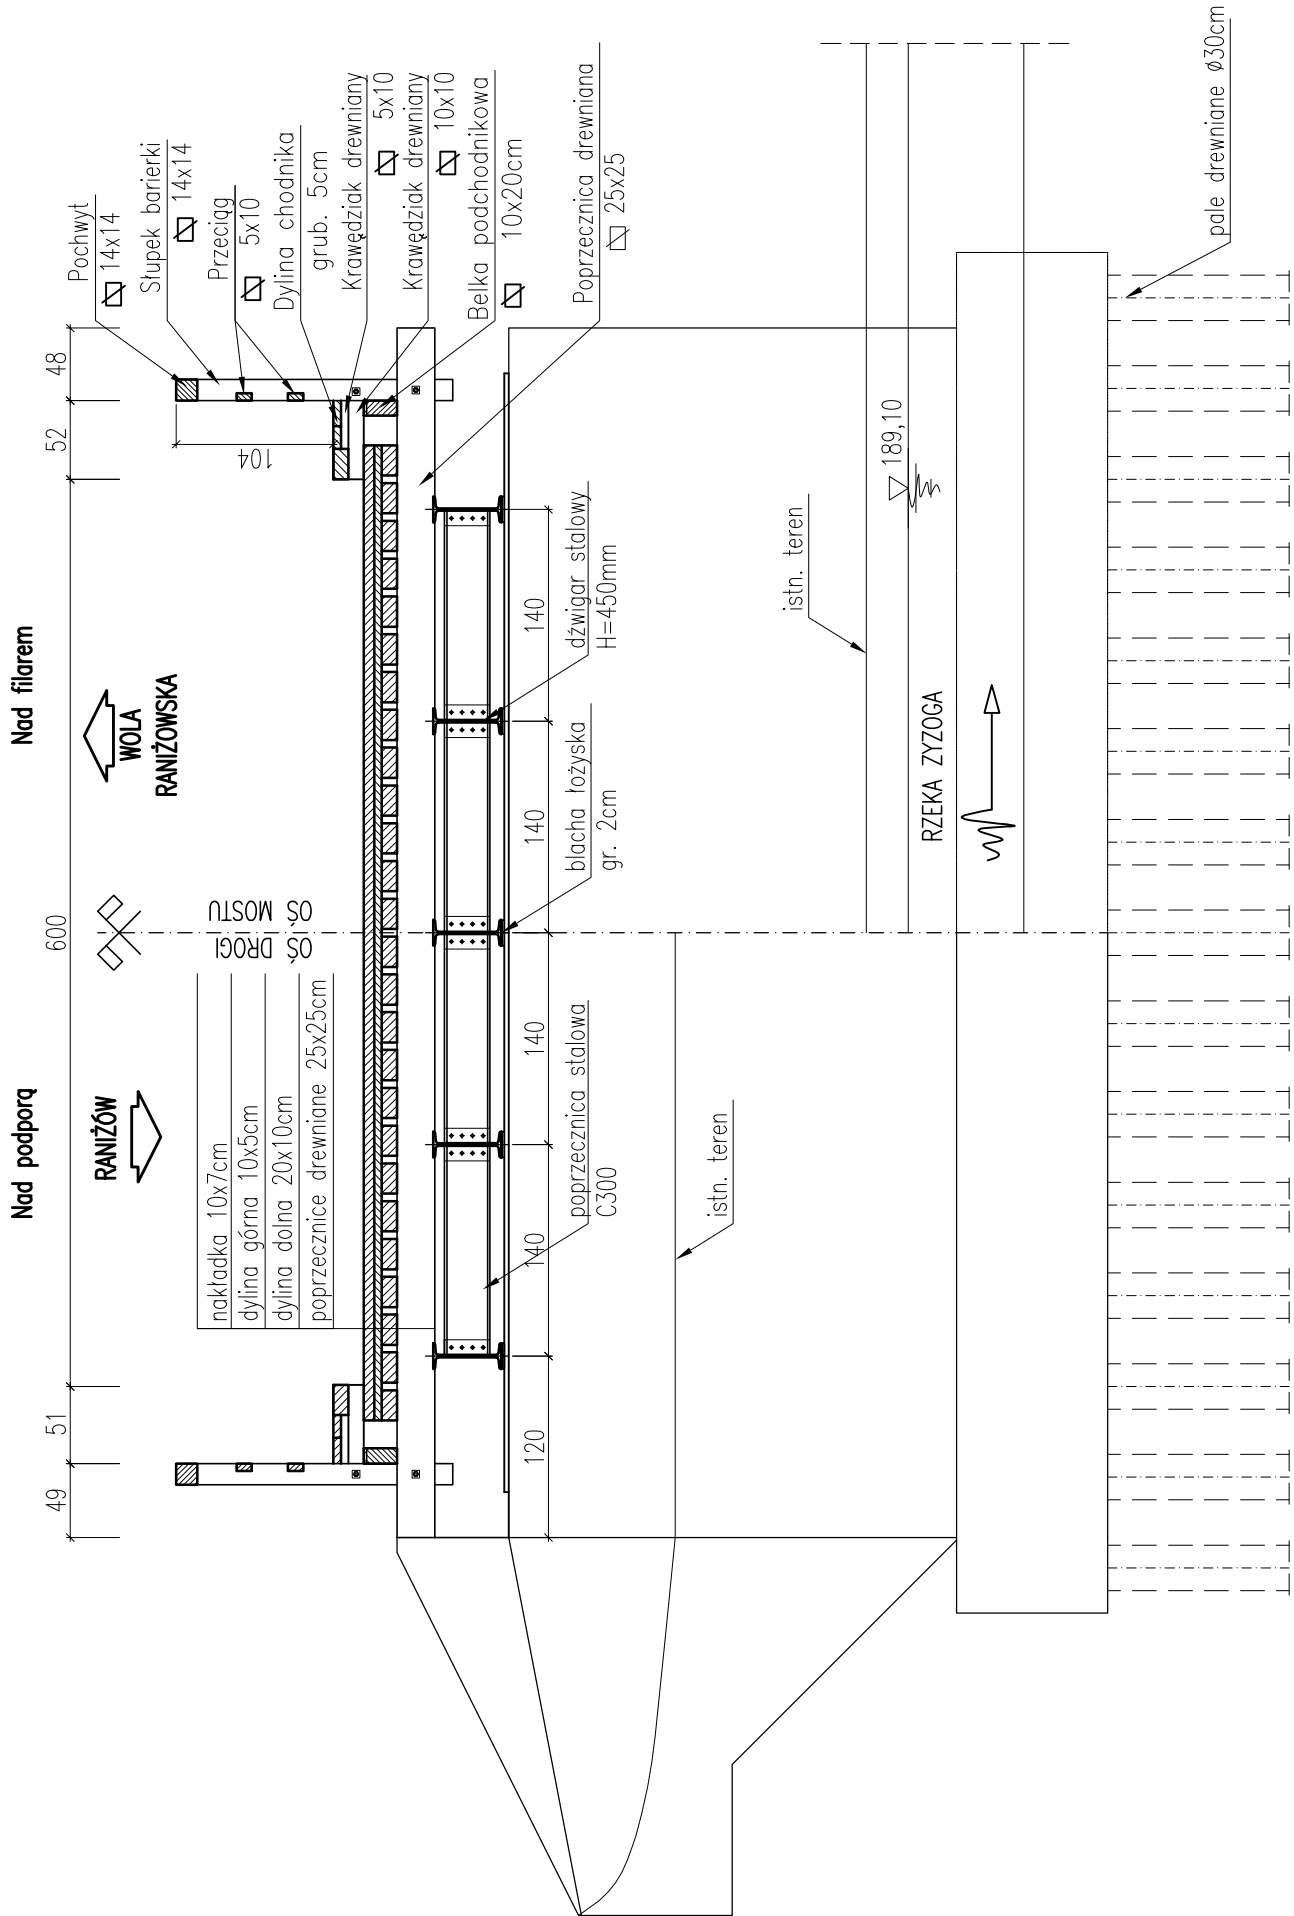 Nad podporą
Nad filarem
49
51
600
52
48
RANIŻÓW
WOLA
RANIŻOWSKA
OŚ DROGI
OŚ MOSTU
104
nakładka 10x7cm
dylina górna 10x5cm
dylina dolna 20x10cm
poprzecznice drewniane 25x25cm
Pochwyt
14x14
Słupek barierki
14x14
Przeciąg
5x10
Dylina chodnika
grub. 5cm
Krawędziak drewniany
5x10
Krawędziak drewniany
10x10
Belka podchodnikowa
10x20cm
Poprzecznica drewniana
25x25
120
140
140
140
140
poprzecznica stalowa
C300
blacha łożyska
gr. 2cm
dźwigar stalowy
H=450mm
istn. teren
istn. teren
189,10
RZEKA ZYZOGA
pale drewniane ø30cm